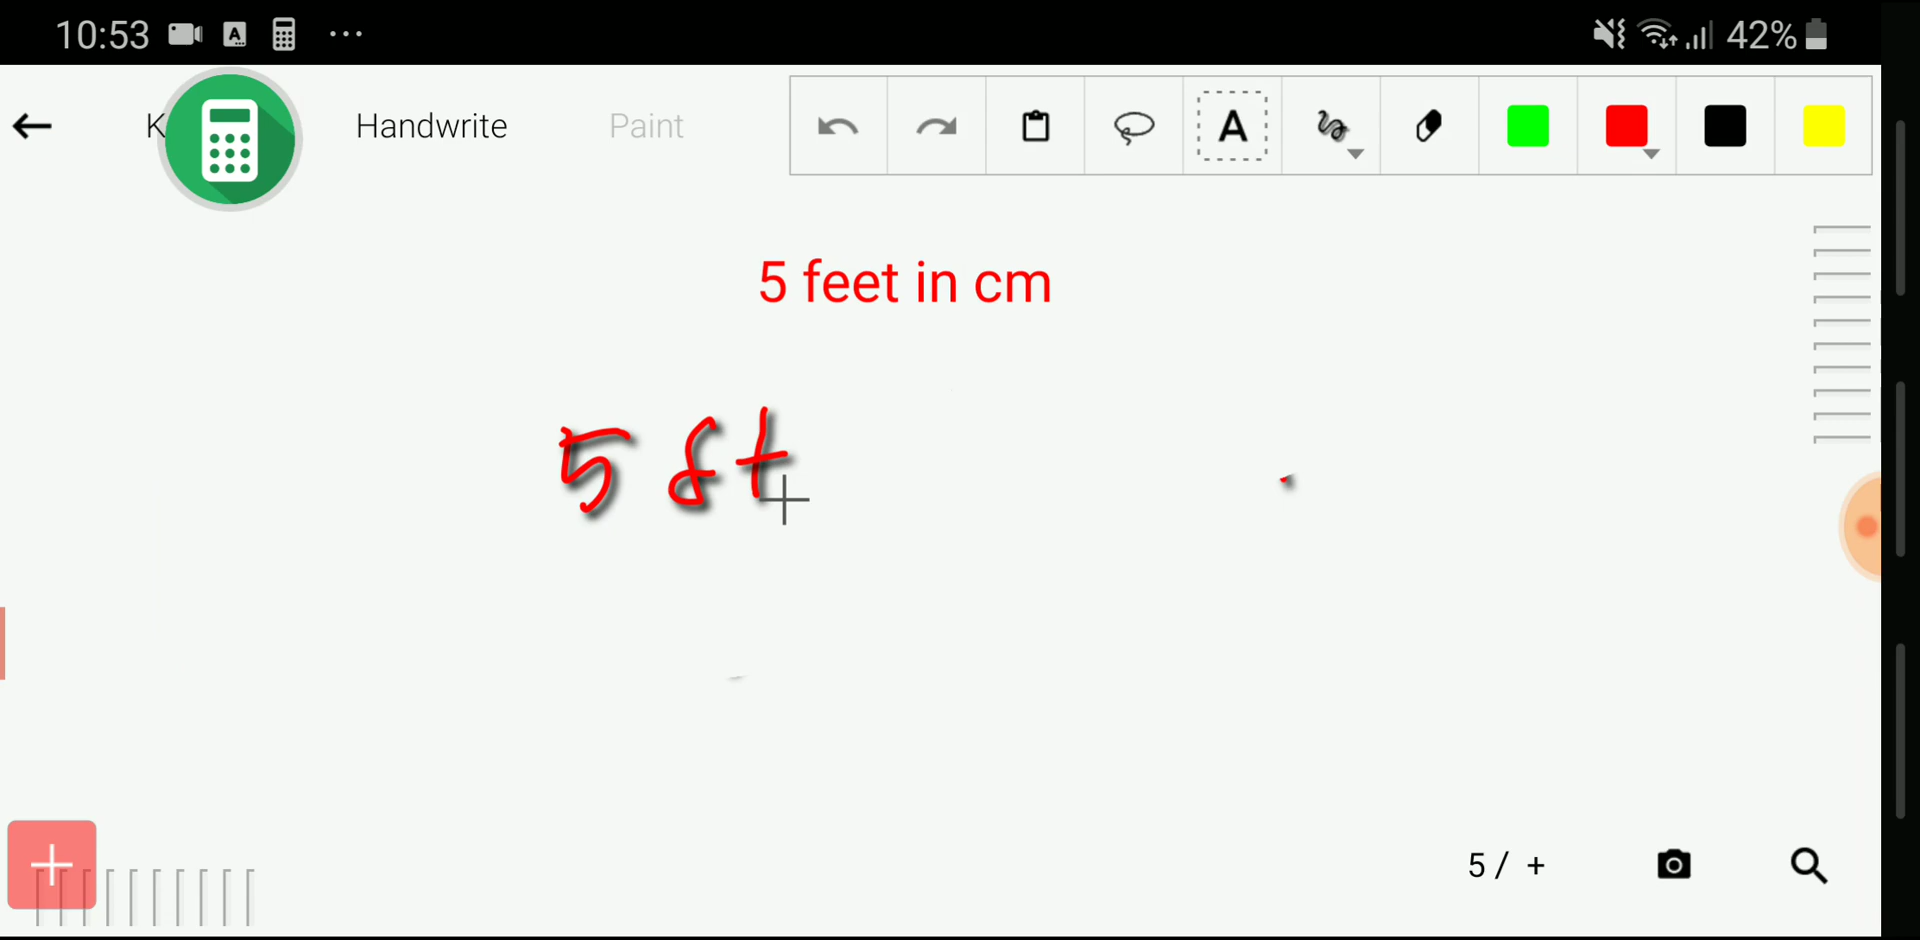 10:53 A ... 42%
Handwrite Paint A
5 feet in cm
5 ft
5 / +